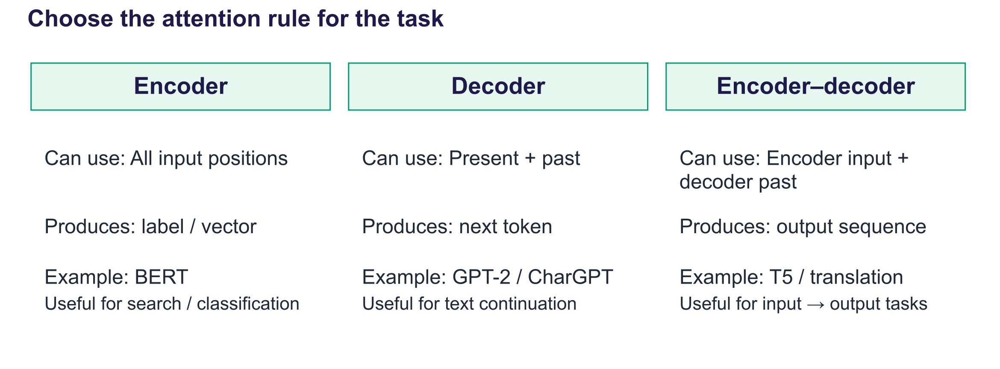 Choose the attention rule for the task
Encoder
Can use: All input positions
Produces: label / vector
Example: BERT
Useful for search / classification
Decoder
Can use: Present + past
Produces: next token
Example: GPT-2 / CharGPT
Useful for text continuation
Encoder–decoder
Can use: Encoder input +
decoder past
Produces: output sequence
Example: T5 / translation
Useful for input → output tasks